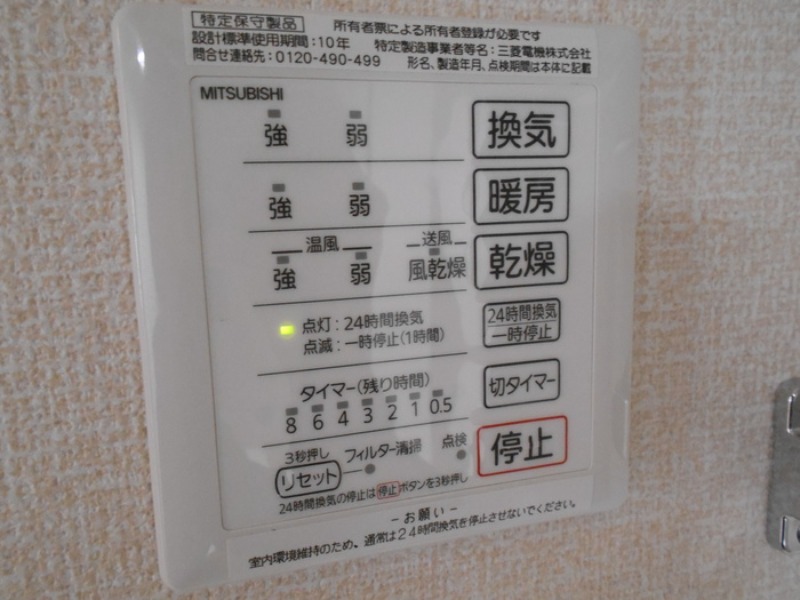 特定保守製品 所有者票による所有者登録が必要です
設計標準使用期間:10年 特定製造事業者等名:三菱電機株式会社
問合せ連絡先:0120-490-499 形名、製造年月、点検期間は本体に記載
MITSUBISHI
強 弱 換気
強 弱 暖房
温風 送風
強 弱 風乾燥 乾燥
点灯:24時間換気
点滅:一時停止(1時間)
24時間換気
一時停止
タイマー(残り時間)
8 6 4 3 2 1 0.5
切タイマー
3秒押し
リセット フィルター清掃 点検
停止
24時間換気の停止は停止ボタンを3秒押し
-お願い-
室内環境維持のため、通常は24時間換気を停止させないでください。